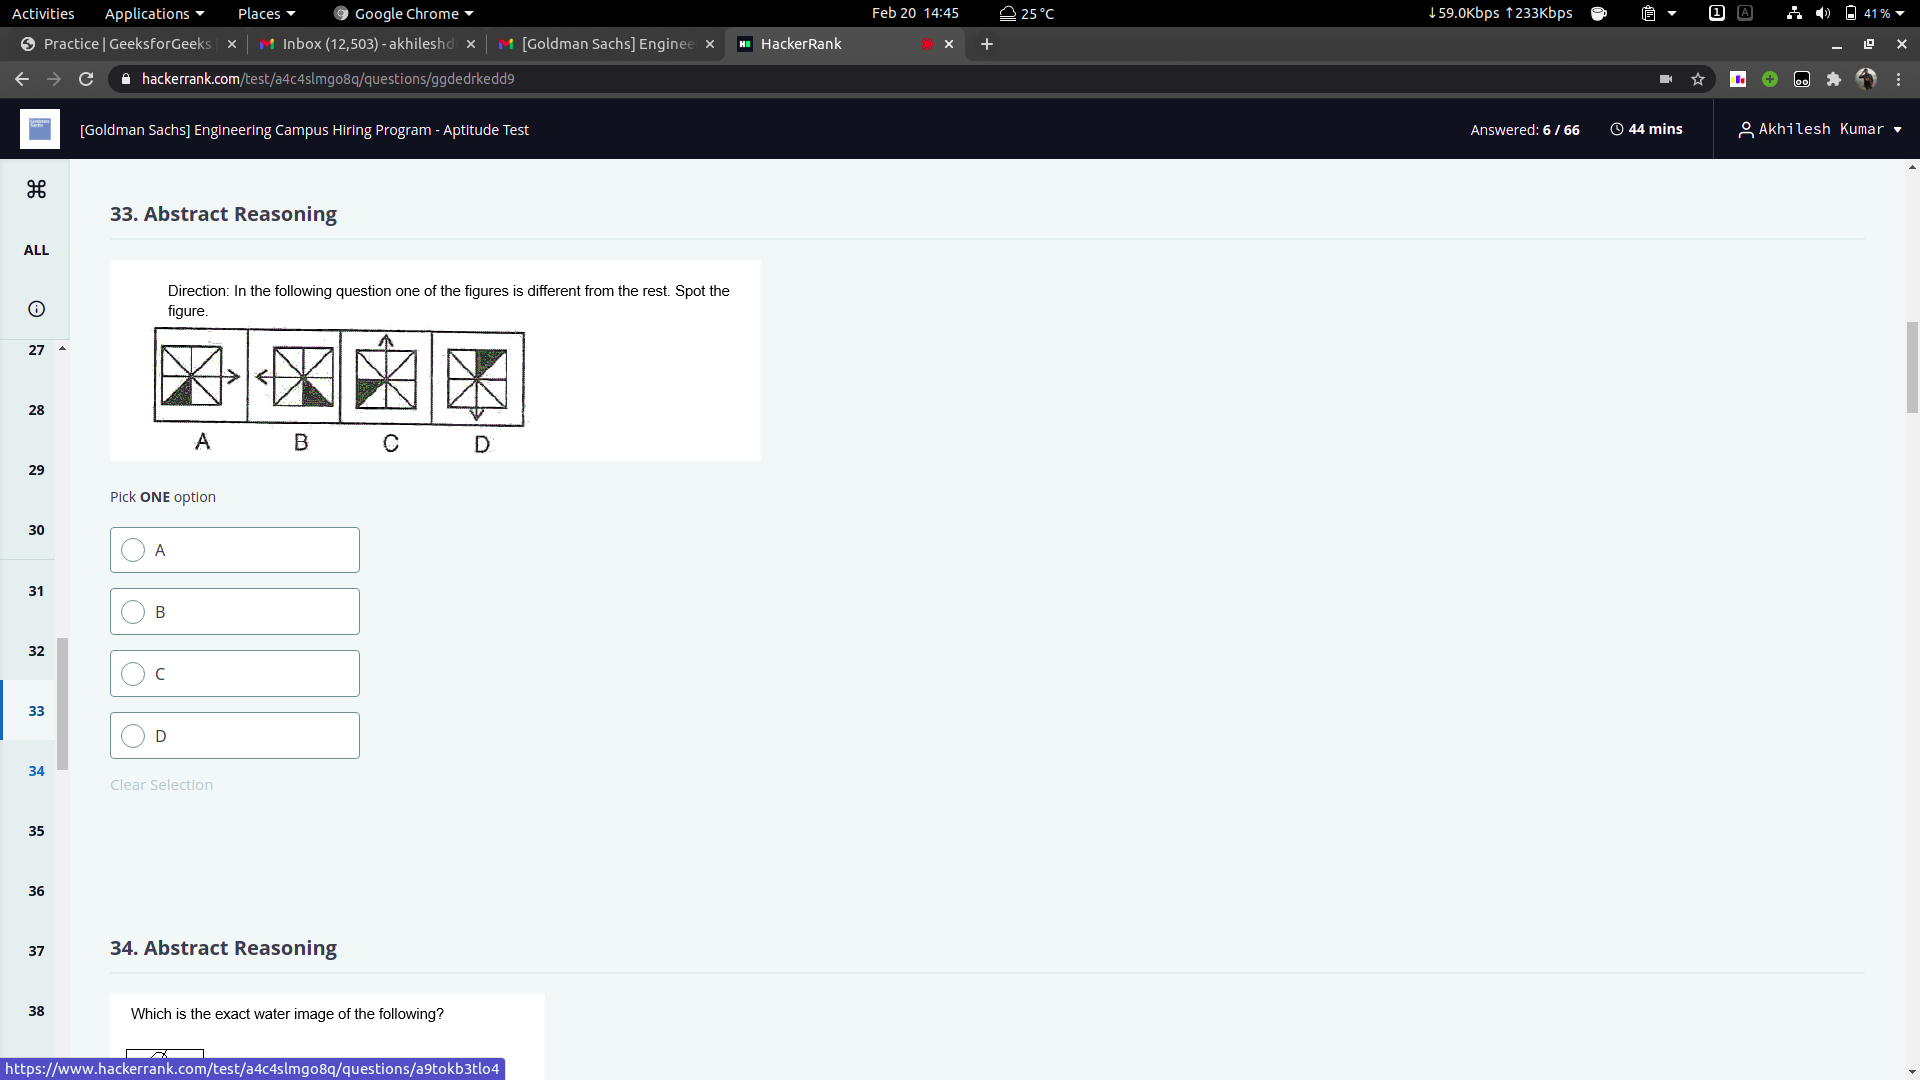 Activities Applications Places Google Chrome Feb 20 14:45 25 °C ↓59.0Kbps ↑233Kbps 1 A 41 %
Practice | GeeksforGeeks Inbox (12,503) - akhileshd [Goldman Sachs] Enginee HackerRank
hackerrank.com/test/a4c4slmgo8q/questions/ggdedrkedd9
[Goldman Sachs] Engineering Campus Hiring Program - Aptitude Test Answered: 6 / 66 44 mins Akhilesh Kumar
ALL
27
28
29
30
31
32
33
34
35
36
37
38
33. Abstract Reasoning
Direction: In the following question one of the figures is different from the rest. Spot the
figure.
A B C D
Pick ONE option
A
B
C
D
Clear Selection
34. Abstract Reasoning
Which is the exact water image of the following?
https://www.hackerrank.com/test/a4c4slmgo8q/questions/a9tokb3tlo4